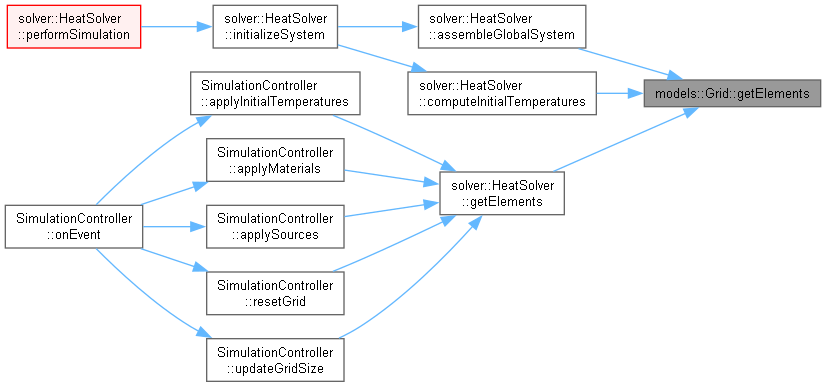 solver::HeatSolver
::performSimulation
solver::HeatSolver
::initializeSystem
solver::HeatSolver
::assembleGlobalSystem
SimulationController
::applyInitialTemperatures
solver::HeatSolver
::computeInitialTemperatures
models::Grid::getElements
SimulationController
::applyMaterials
solver::HeatSolver
::getElements
SimulationController
::onEvent
SimulationController
::applySources
SimulationController
::resetGrid
SimulationController
::updateGridSize